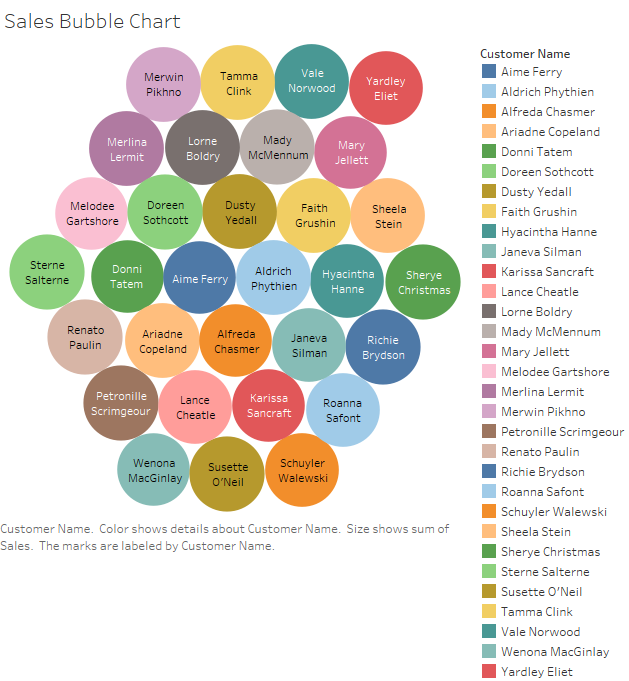 Sales Bubble Chart
Merwin
Pikhno
Tamma
Clink
Vale
Norwood
Yardley
Eliet
Merlina
Lermit
Lorne
Boldry
Mady
McMennum
Mary
Jellett
Melodee
Gartshore
Doreen
Sothcott
Dusty
Yedall
Faith
Grushin
Sheela
Stein
Sterne
Salterne
Donni
Tatem
Aime Ferry
Aldrich
Phythien
Hyacintha
Hanne
Sherye
Christmas
Renato
Paulin
Ariadne
Copeland
Alfreda
Chasmer
Janeva
Silman
Richie
Brydson
Petronille
Scrimgeour
Lance
Cheatle
Karissa
Sancraft
Roanna
Safont
Wenona
MacGinlay
Susette
O'Neil
Schuyler
Walewski
Customer Name.  Color shows details about Customer Name.  Size shows sum of
Sales.  The marks are labeled by Customer Name.
Customer Name
Aime Ferry
Aldrich Phythien
Alfreda Chasmer
Ariadne Copeland
Donni Tatem
Doreen Sothcott
Dusty Yedall
Faith Grushin
Hyacintha Hanne
Janeva Silman
Karissa Sancraft
Lance Cheatle
Lorne Boldry
Mady McMennum
Mary Jellett
Melodee Gartshore
Merlina Lermit
Merwin Pikhno
Petronille Scrimgeour
Renato Paulin
Richie Brydson
Roanna Safont
Schuyler Walewski
Sheela Stein
Sherye Christmas
Sterne Salterne
Susette O'Neil
Tamma Clink
Vale Norwood
Wenona MacGinlay
Yardley Eliet